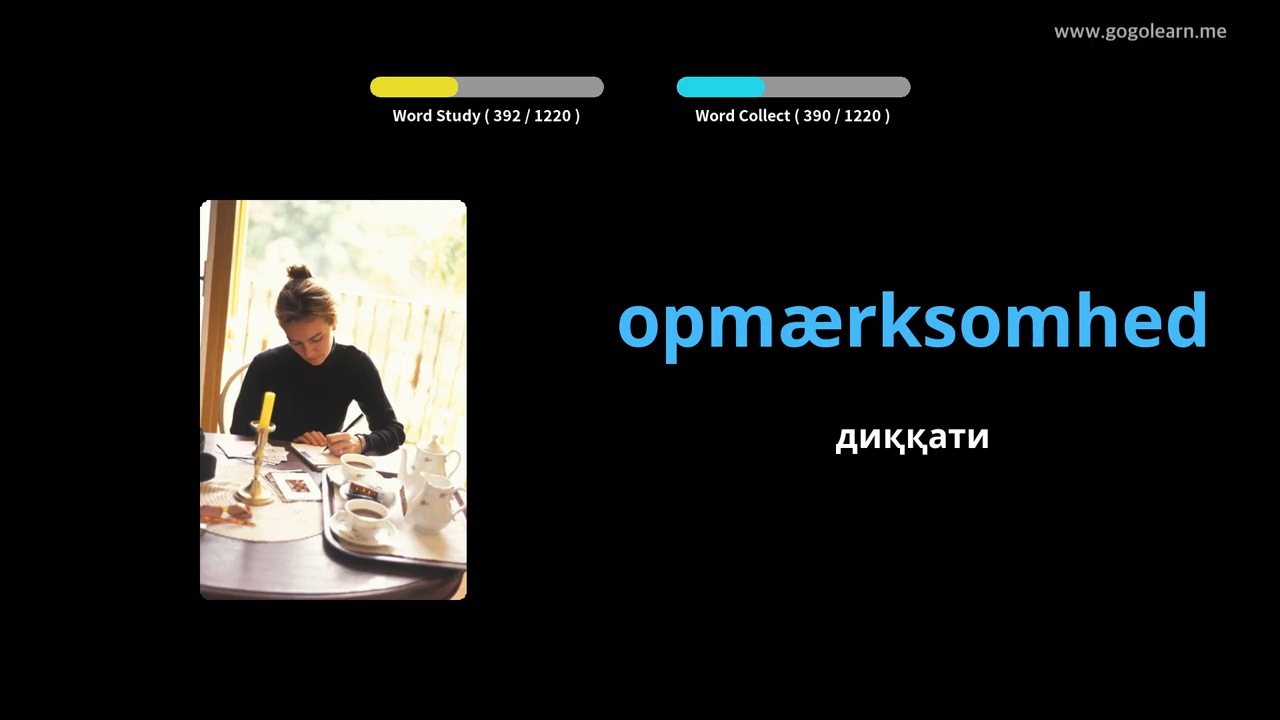 www.gogolearn.me
Word Study ( 392 / 1220 )
Word Collect ( 390 / 1220 )
opmærksomhed
диққати